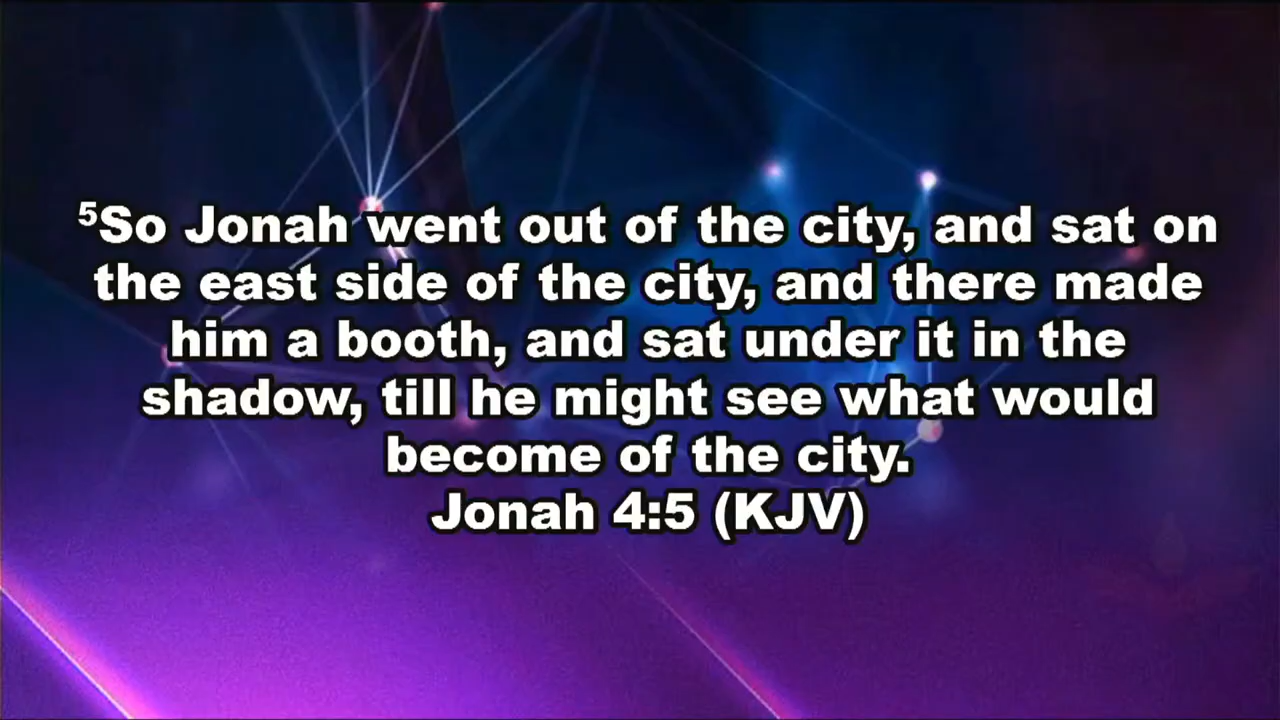 ⁵So Jonah went out of the city, and sat on
the east side of the city, and there made
him a booth, and sat under it in the
shadow, till he might see what would
become of the city.
Jonah 4:5 (KJV)